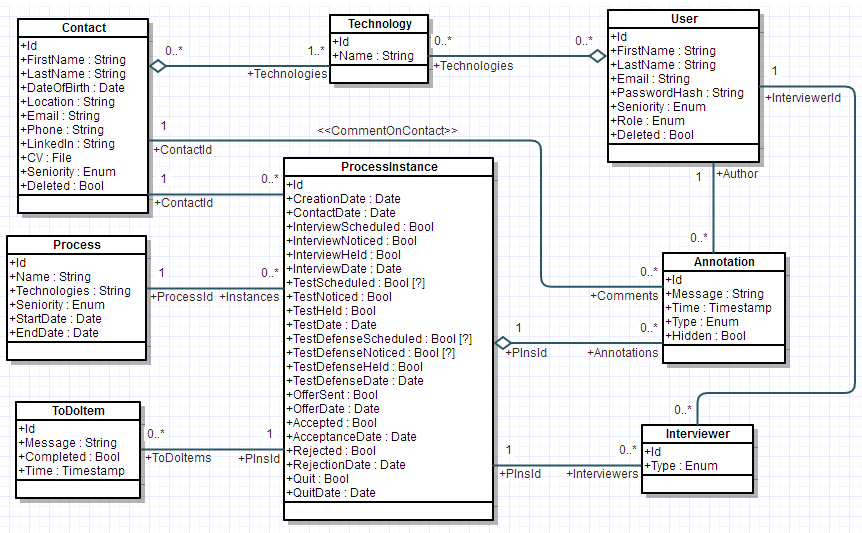 Contact
+Id
+FirstName : String
+LastName : String
+DateOfBirth : Date
+Location : String
+Email : String
+Phone : String
+LinkedIn : String
+CV : File
+Seniority : Enum
+Deleted : Bool
0..*
1..*
+Technologies
Technology
+Id
+Name : String
0..*
0..*
+Technologies
User
+Id
+FirstName : String
+LastName : String
+Email : String
+PasswordHash : String
+Seniority : Enum
+Role : Enum
+Deleted : Bool
1
+InterviewerId
1
+ContactId
<<CommentOnContact>>
1
+ContactId
0..*
1
+Author
0..*
ProcessInstance
+Id
+CreationDate : Date
+ContactDate : Date
+InterviewScheduled : Bool
+InterviewNoticed : Bool
+InterviewHeld : Bool
+InterviewDate : Date
+TestScheduled : Bool [?]
+TestNoticed : Bool
+TestHeld : Bool
+TestDate : Date
+TestDefenseScheduled : Bool [?]
+TestDefenseNoticed : Bool [?]
+TestDefenseHeld : Bool
+TestDefenseDate : Date
+OfferSent : Bool
+OfferDate : Date
+Accepted : Bool
+AcceptanceDate : Date
+Rejected : Bool
+RejectionDate : Date
+Quit : Bool
+QuitDate : Date
Process
+Id
+Name : String
+Technologies : String
+Seniority : Enum
+StartDate : Date
+EndDate : Date
1
0..*
+ProcessId
+Instances
0..*
+Comments
Annotation
+Id
+Message : String
+Time : Timestamp
+Type : Enum
+Hidden : Bool
1
0..*
+PInsId
+Annotations
ToDoItem
+Id
+Message : String
+Completed : Bool
+Time : Timestamp
0..*
1
+ToDoItems
+PInsId
0..*
Interviewer
+Id
+Type : Enum
1
0..*
+PInsId
+Interviewers